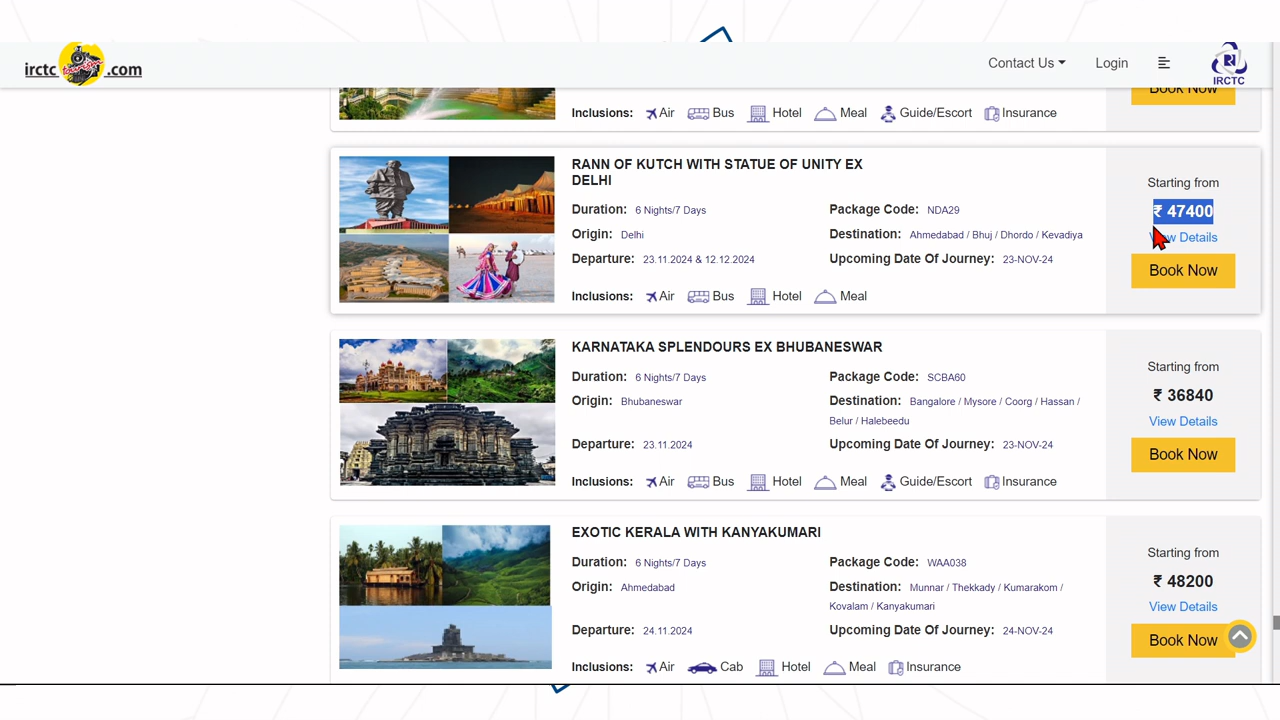 irctc tourism .com
Contact Us
Login
IRCTC
Book Now
Inclusions: Air Bus Hotel Meal Guide/Escort Insurance
RANN OF KUTCH WITH STATUE OF UNITY EX
DELHI
Starting from
Duration: 6 Nights/7 Days Package Code: NDA29
₹ 47400
Origin: Delhi Destination: Ahmedabad / Bhuj / Dhordo / Kevadiya
View Details
Departure: 23.11.2024 & 12.12.2024 Upcoming Date Of Journey: 23-NOV-24
Book Now
Inclusions: Air Bus Hotel Meal
KARNATAKA SPLENDOURS EX BHUBANESWAR
Starting from
Duration: 6 Nights/7 Days Package Code: SCBA60
₹ 36840
Origin: Bhubaneswar Destination: Bangalore / Mysore / Coorg / Hassan /
Belur / Halebeedu
View Details
Departure: 23.11.2024 Upcoming Date Of Journey: 23-NOV-24
Book Now
Inclusions: Air Bus Hotel Meal Guide/Escort Insurance
EXOTIC KERALA WITH KANYAKUMARI
Starting from
Duration: 6 Nights/7 Days Package Code: WAA038
₹ 48200
Origin: Ahmedabad Destination: Munnar / Thekkady / Kumarakom /
Kovalam / Kanyakumari
View Details
Departure: 24.11.2024 Upcoming Date Of Journey: 24-NOV-24
Book Now
Inclusions: Air Cab Hotel Meal Insurance